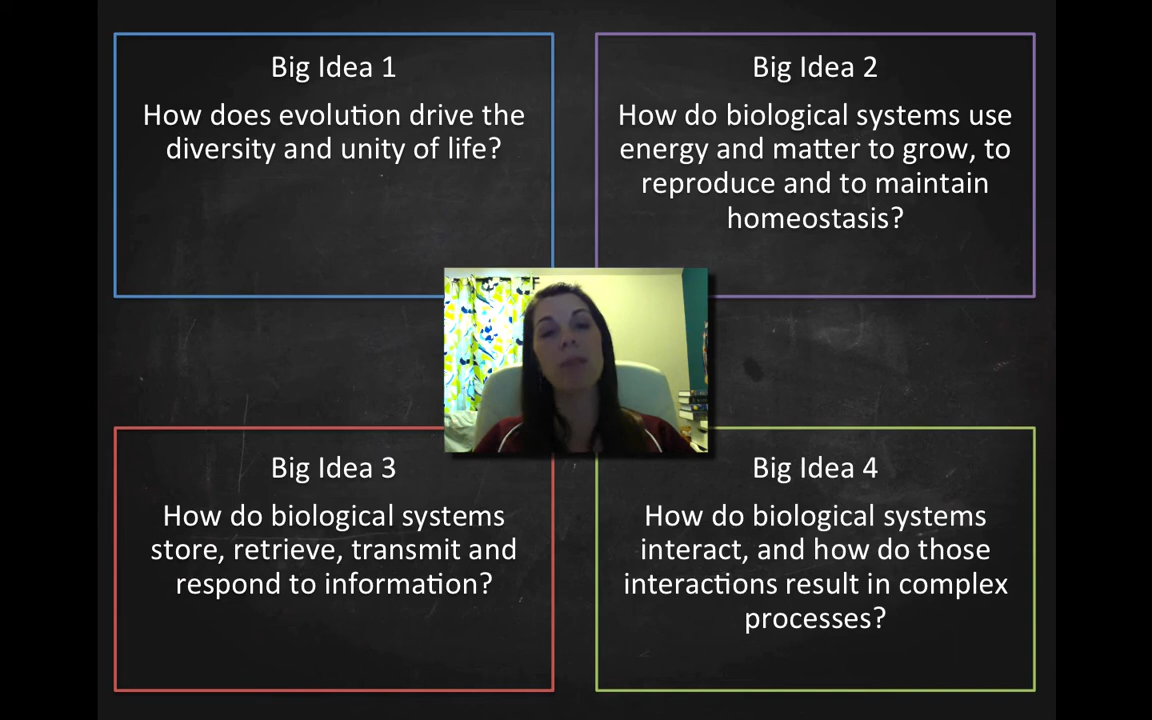 Big Idea 1
How does evolution drive the
diversity and unity of life?
Big Idea 2
How do biological systems use
energy and matter to grow, to
reproduce and to maintain
homeostasis?
F
Big Idea 3
How do biological systems
store, retrieve, transmit and
respond to information?
Big Idea 4
How do biological systems
interact, and how do those
interactions result in complex
processes?